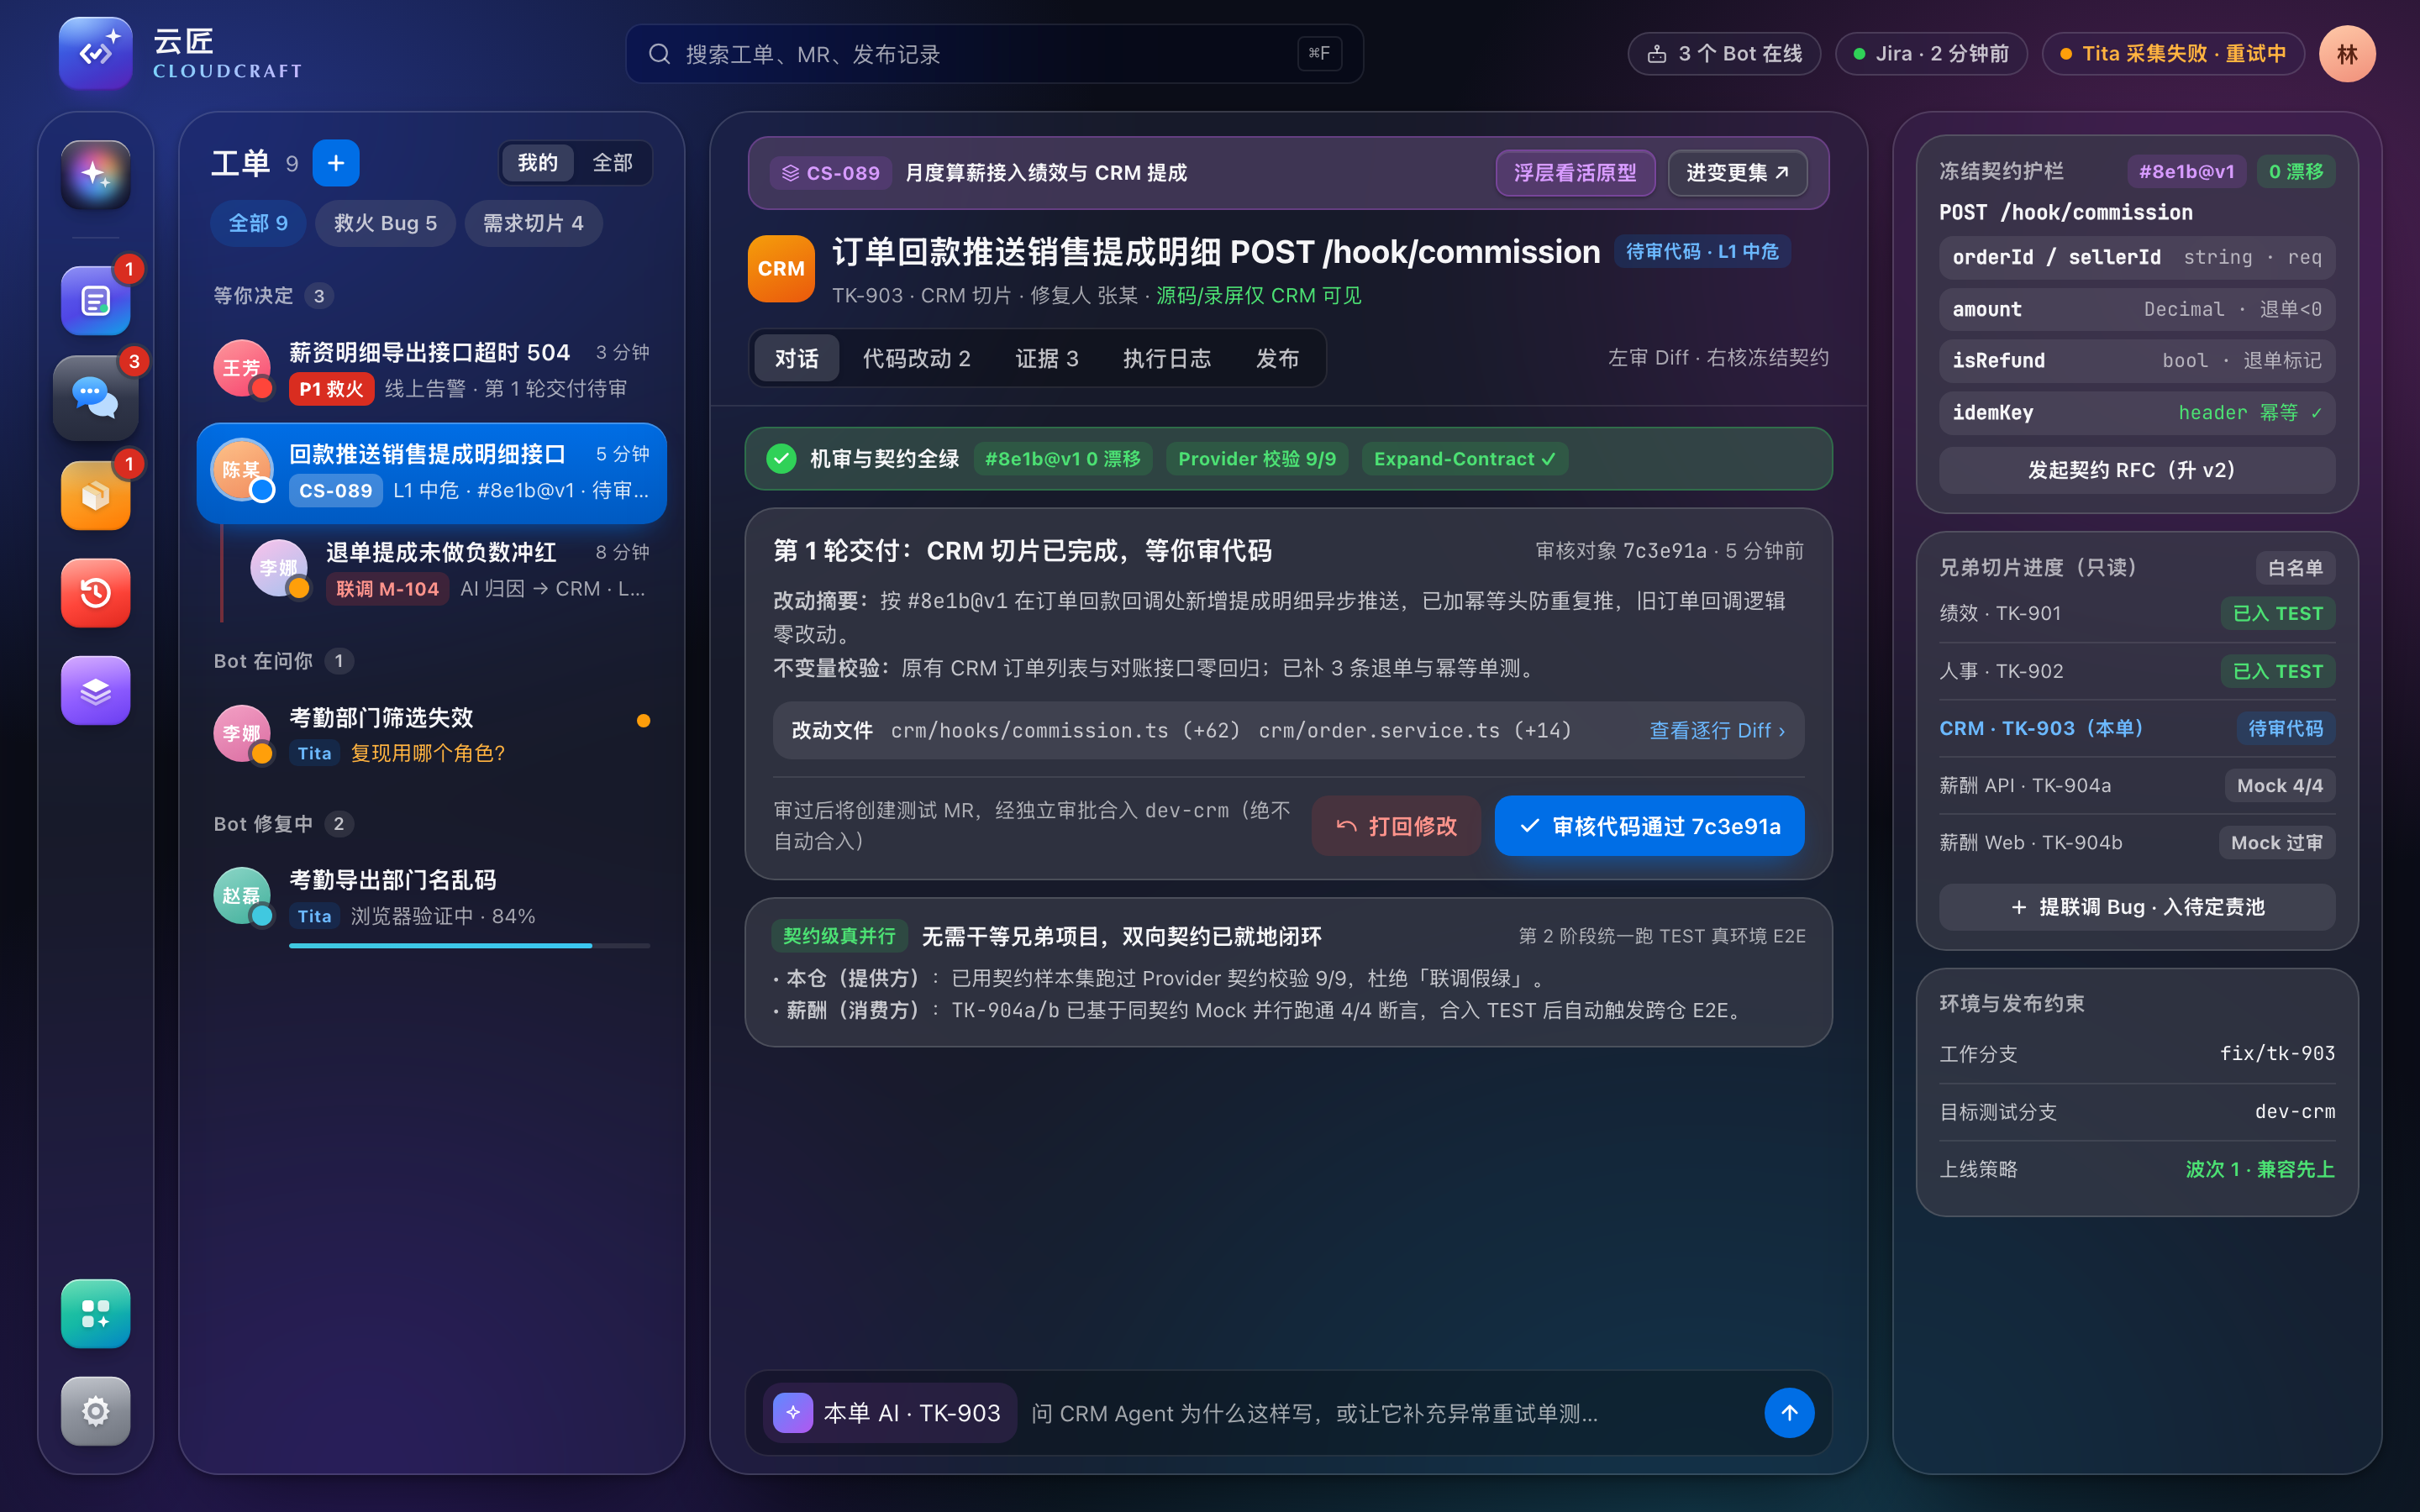 云匠
CLOUDCRAFT
搜索工单、MR、发布记录
⌘F
3 个 Bot 在线
Jira · 2 分钟前
Tita 采集失败 · 重试中
林
1
3
1
工单 9
+
我的
全部
全部 9
救火 Bug 5
需求切片 4
等你决定 3
王芳
薪资明细导出接口超时 504
3 分钟
P1 救火
线上告警 · 第 1 轮交付待审
陈某
回款推送销售提成明细接口
5 分钟
CS-089
L1 中危 · #8e1b@v1 · 待审...
李娜
退单提成未做负数冲红
8 分钟
联调 M-104
AI 归因 → CRM · L...
Bot 在问你 1
李娜
考勤部门筛选失效
Tita
复现用哪个角色?
Bot 修复中 2
赵磊
考勤导出部门名乱码
Tita
浏览器验证中 · 84%
CS-089
月度算薪接入绩效与 CRM 提成
浮层看活原型
进变更集 ↗
CRM
订单回款推送销售提成明细 POST /hook/commission
待审代码 · L1 中危
TK-903 · CRM 切片 · 修复人 张某 · 源码/录屏仅 CRM 可见
对话
代码改动 2
证据 3
执行日志
发布
左审 Diff · 右核冻结契约
机审与契约全绿
#8e1b@v1 0 漂移
Provider 校验 9/9
Expand-Contract ✓
第 1 轮交付：CRM 切片已完成，等你审代码
审核对象 7c3e91a · 5 分钟前
改动摘要：按 #8e1b@v1 在订单回款回调处新增提成明细异步推送，已加幂等头防重复推，旧订单回调逻辑
零改动。
不变量校验：原有 CRM 订单列表与对账接口零回归；已补 3 条退单与幂等单测。
改动文件
crm/hooks/commission.ts (+62)
crm/order.service.ts (+14)
查看逐行 Diff ›
审过后将创建测试 MR，经独立审批合入 dev-crm（绝不
自动合入）
打回修改
审核代码通过 7c3e91a
契约级真并行
无需干等兄弟项目，双向契约已就地闭环
第 2 阶段统一跑 TEST 真环境 E2E
• 本仓（提供方）：已用契约样本集跑过 Provider 契约校验 9/9，杜绝「联调假绿」。
• 薪酬（消费方）：TK-904a/b 已基于同契约 Mock 并行跑通 4/4 断言，合入 TEST 后自动触发跨仓 E2E。
本单 AI · TK-903
问 CRM Agent 为什么这样写，或让它补充异常重试单测...
冻结契约护栏
#8e1b@v1
0 漂移
POST /hook/commission
orderId / sellerId
string · req
amount
Decimal · 退单<0
isRefund
bool · 退单标记
idemKey
header 幂等 ✓
发起契约 RFC（升 v2）
兄弟切片进度（只读）
白名单
绩效 · TK-901
已入 TEST
人事 · TK-902
已入 TEST
CRM · TK-903（本单）
待审代码
薪酬 API · TK-904a
Mock 4/4
薪酬 Web · TK-904b
Mock 过审
+ 提联调 Bug · 入待定责池
环境与发布约束
工作分支
fix/tk-903
目标测试分支
dev-crm
上线策略
波次 1 · 兼容先上